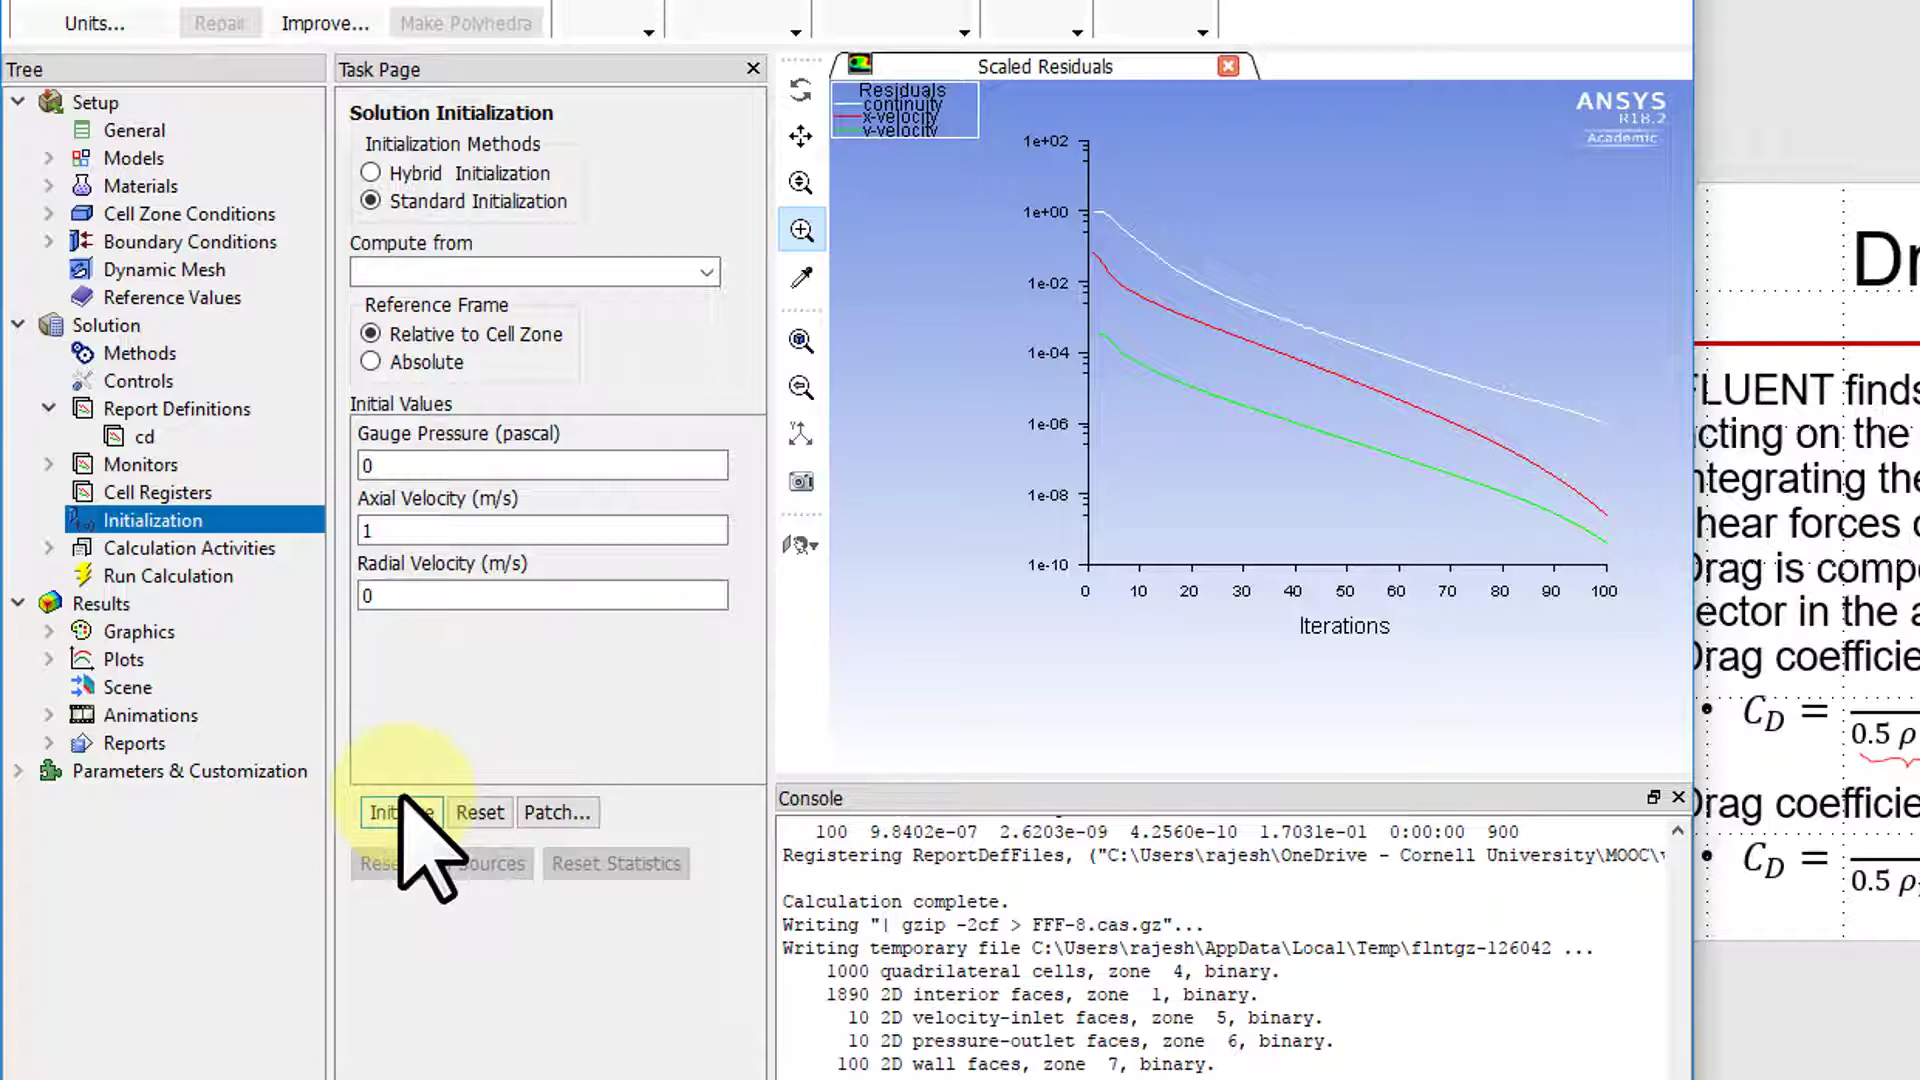 Units...
Repair
Improve...
Make Polyhedra
Tree
Setup
General
Models
Materials
Cell Zone Conditions
Boundary Conditions
Dynamic Mesh
Reference Values
Solution
Methods
Controls
Report Definitions
cd
Monitors
Cell Registers
Initialization
Calculation Activities
Run Calculation
Results
Graphics
Plots
Scene
Animations
Reports
Parameters & Customization
Task Page
Solution Initialization
Initialization Methods
Hybrid Initialization
Standard Initialization
Compute from
Reference Frame
Relative to Cell Zone
Absolute
Initial Values
Gauge Pressure (pascal)
0
Axial Velocity (m/s)
1
Radial Velocity (m/s)
0
Reset
Patch...
Sources
Reset Statistics
Scaled Residuals
Residuals
continuity
x-velocity
y-velocity
ANSYS
R18.2
Academic
1e+02
1e+00
1e-02
1e-04
1e-06
1e-08
1e-10
0 10 20 30 40 50 60 70 80 90 100
Iterations
Console
100 9.8402e-07 2.6203e-09 4.2560e-10 1.7031e-01 0:00:00 900
Registering ReportDefFiles, ("C:\Users\rajesh\OneDrive - Cornell University\MOOC\
Calculation complete.
Writing "| gzip -2cf > FFF-8.cas.gz"...
Writing temporary file C:\Users\rajesh\AppData\Local\Temp\flntgz-126042 ...
1000 quadrilateral cells, zone 4, binary.
1890 2D interior faces, zone 1, binary.
10 2D velocity-inlet faces, zone 5, binary.
10 2D pressure-outlet faces, zone 6, binary.
100 2D wall faces, zone 7, binary.
Dr
FLUENT finds
cting on the
ntegrating the
hear forces
Drag is comp
ector in the a
Drag coefficie
• C_D =
0.5 ρ
Drag coefficie
• C_D =
0.5 ρ